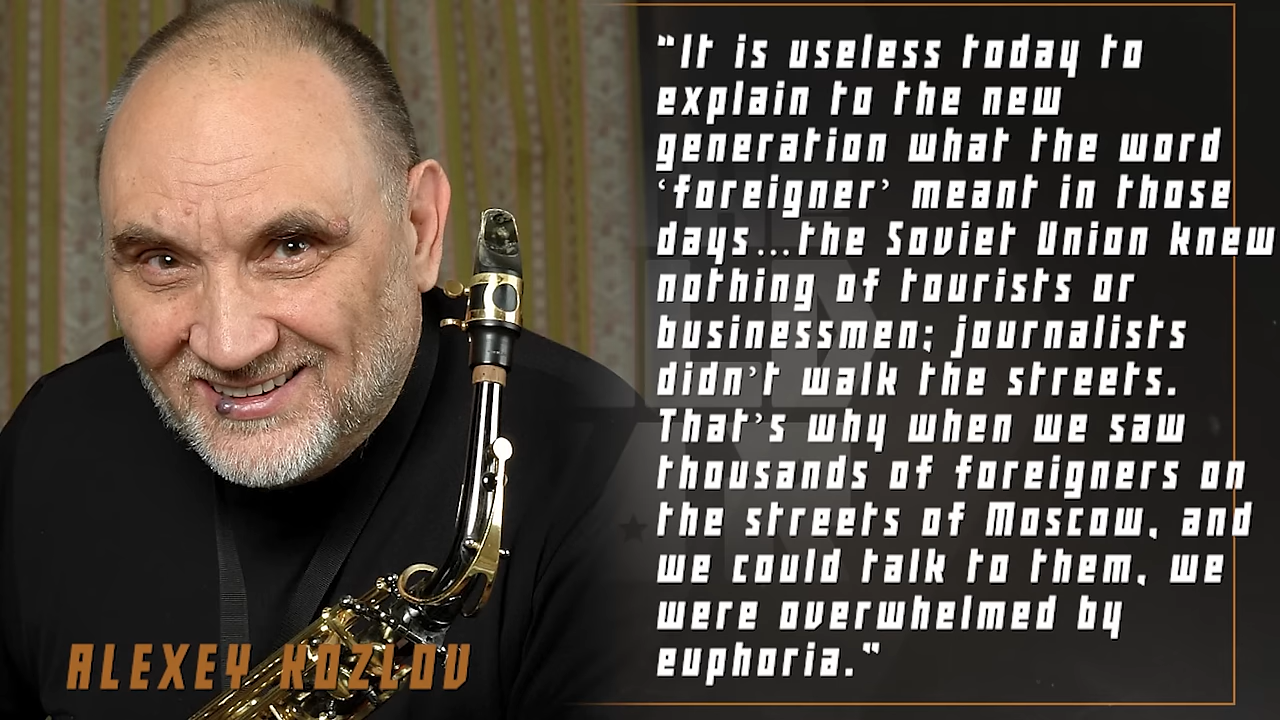 "It is useless today to
explain to the new
generation what the word
‘foreigner’ meant in those
days...the Soviet Union knew
nothing of tourists or
businessmen; journalists
didn’t walk the streets.
That’s why when we saw
thousands of foreigners on
the streets of Moscow, and
we could talk to them, we
were overwhelmed by
euphoria."
ALEXEY KOZLOV